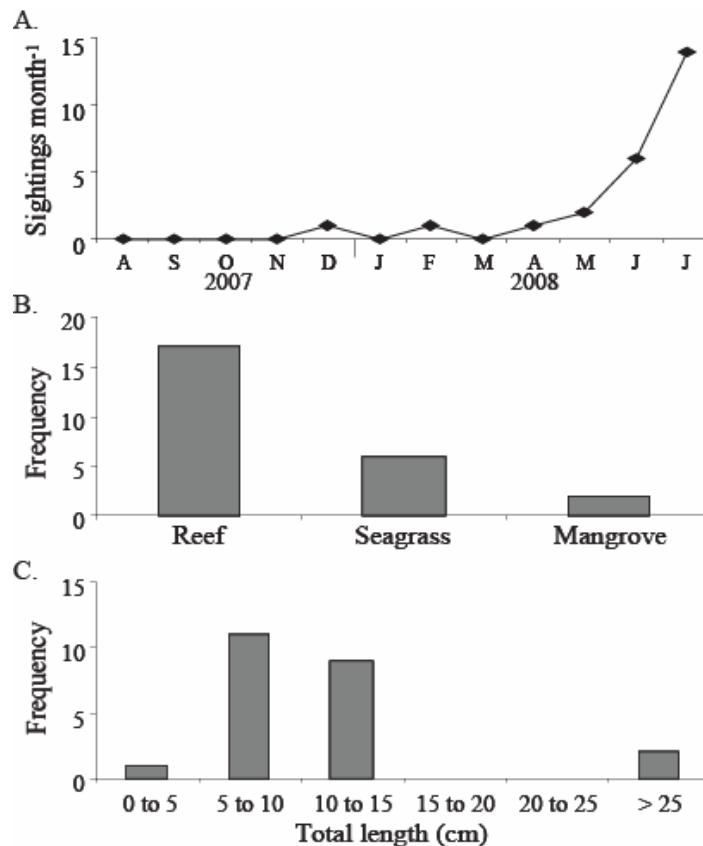 A.
Sightings month⁻¹
15
10
5
0
A S O N D J F M A M J J
2007 2008
B.
Frequency
20
15
10
5
0
Reef Seagrass Mangrove
C.
Frequency
15
10
5
0
0 to 5 5 to 10 10 to 15 15 to 20 20 to 25 > 25
Total length (cm)